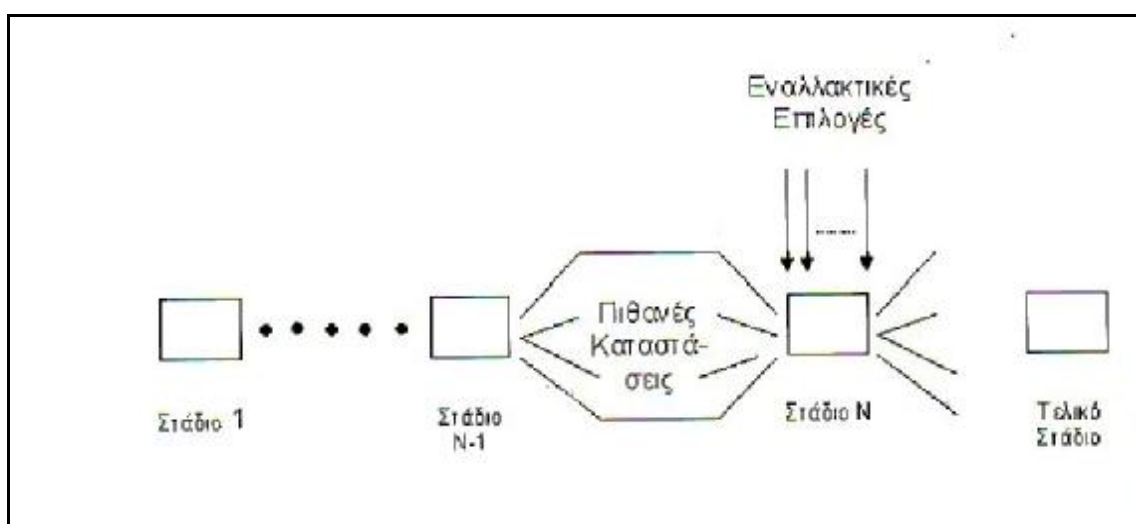 Εναλλακτικές
Επιλογές
Πιθανές
Καταστά-
σεις
Στάδιο 1
Στάδιο
N-1
Στάδιο N
Τελικό
Στάδιο